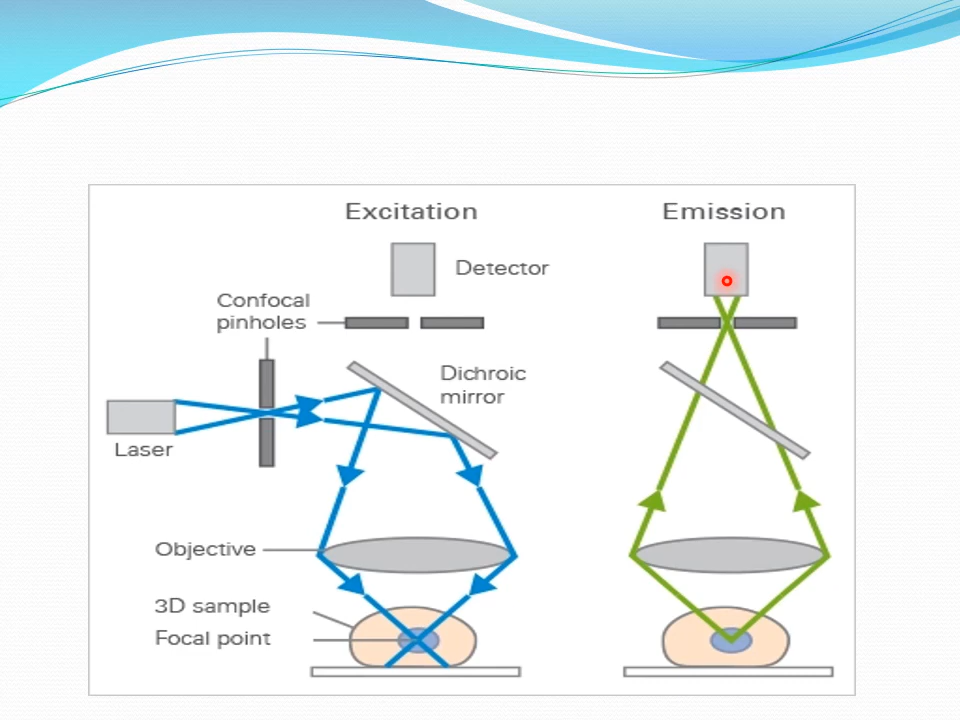 Excitation
Emission
Detector
Confocal
pinholes
Dichroic
mirror
Laser
Objective
3D sample
Focal point